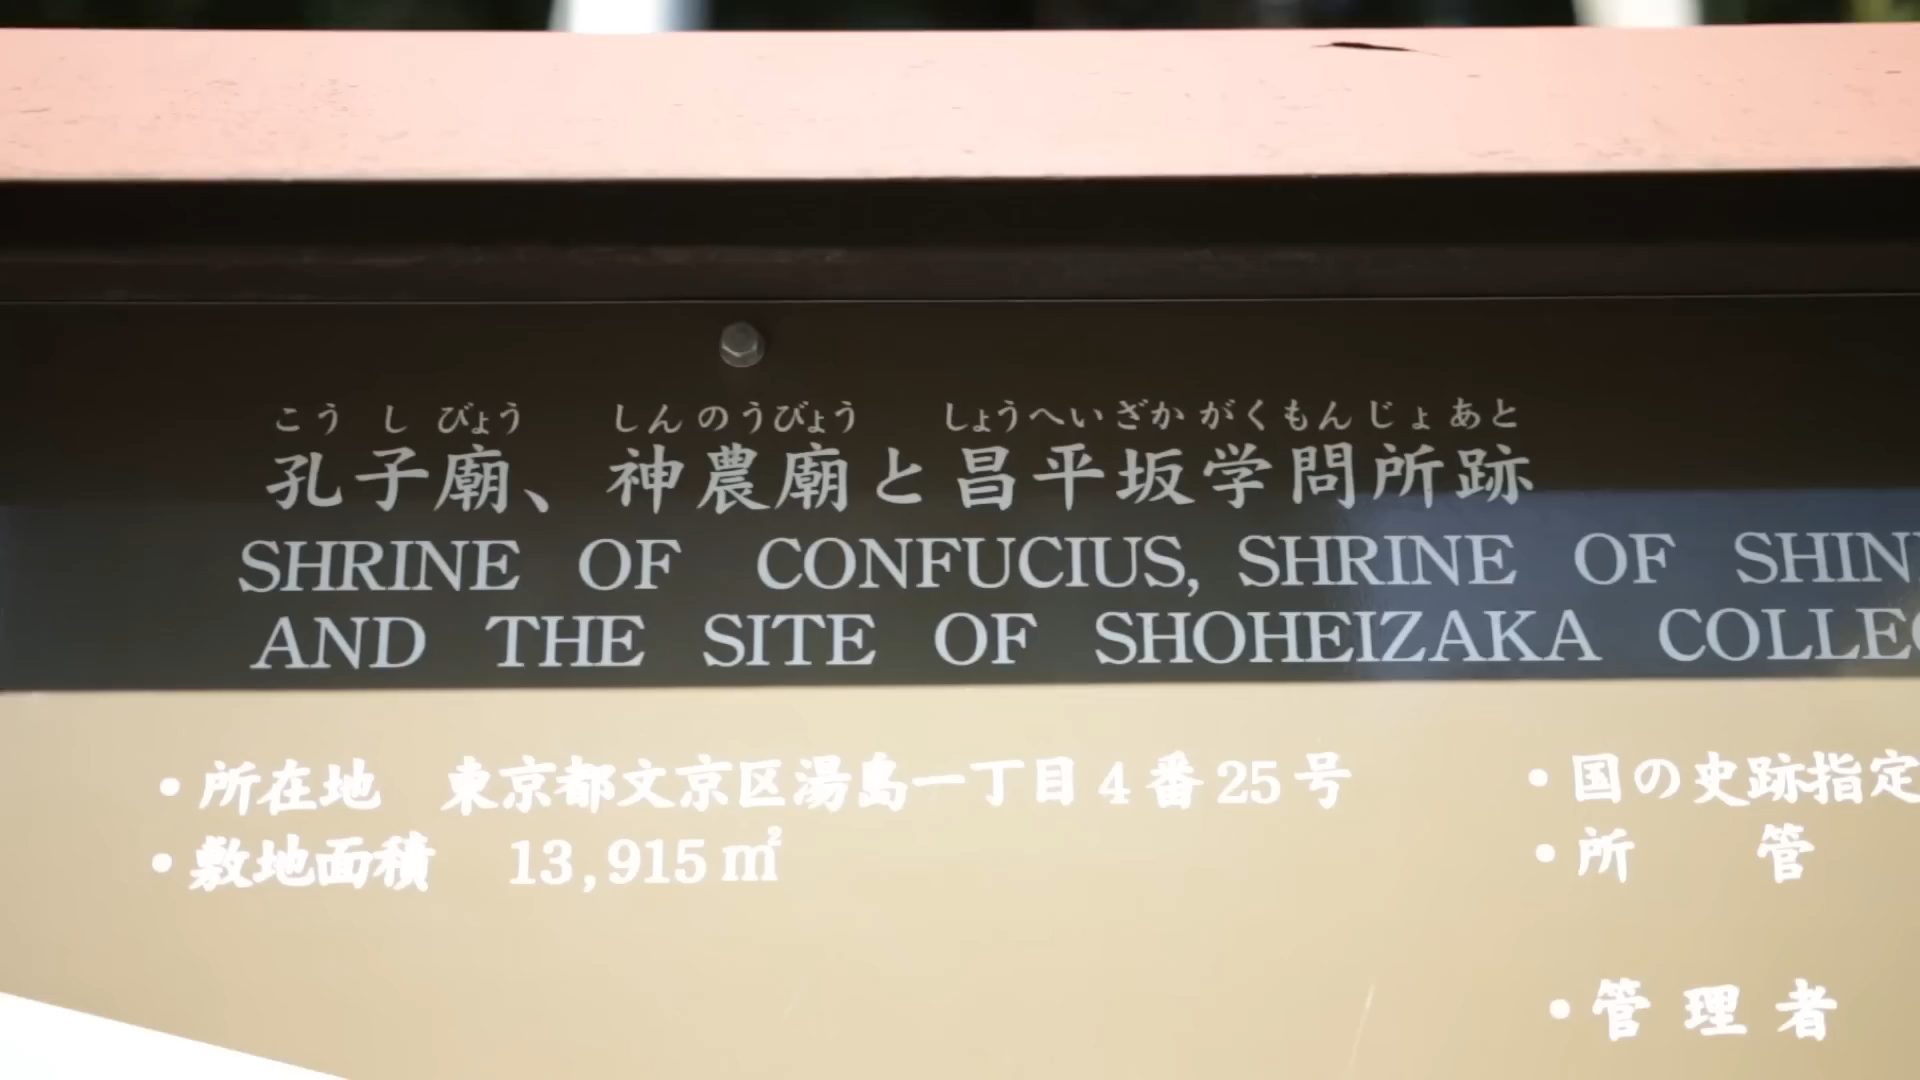 こうしびょう しんのうびょう しょうへいざかがくもんじょあと
孔子廟、神農廟と昌平坂学問所跡
SHRINE OF CONFUCIUS, SHRINE OF SHIN
AND THE SITE OF SHOHEIZAKA COLLE
・所在地 東京都文京区湯島一丁目4番25号
・敷地面積 13,915㎡
・国の史跡指定
・所 管
・管理者